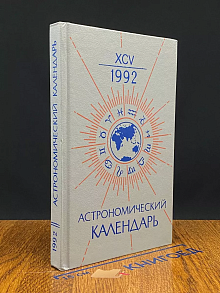 XCV
1992
АСТРОНОМИЧЕСКИЙ
КАЛЕНДАРЬ
1992 || АСТРОНОМИЧЕСКИЙ КАЛЕНДАРЬ